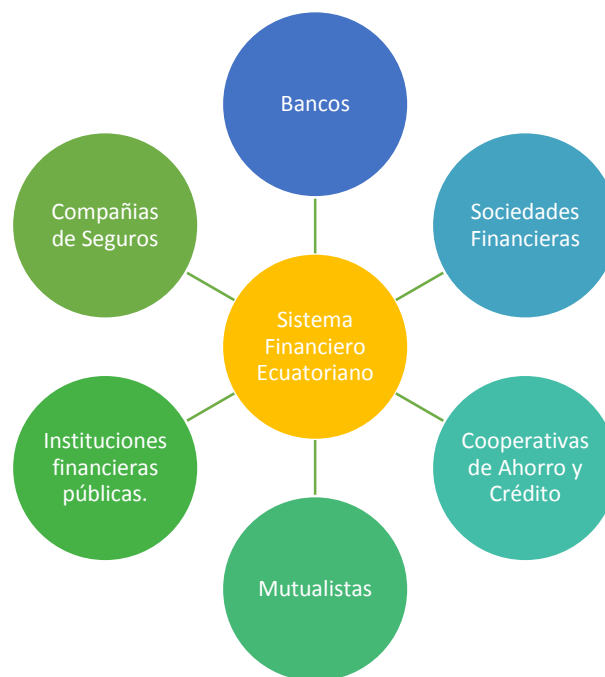 Bancos
Sociedades
Financieras
Cooperativas
de Ahorro y
Crédito
Mutualistas
Instituciones
financieras
públicas.
Compañias
de Seguros
Sistema
Financiero
Ecuatoriano